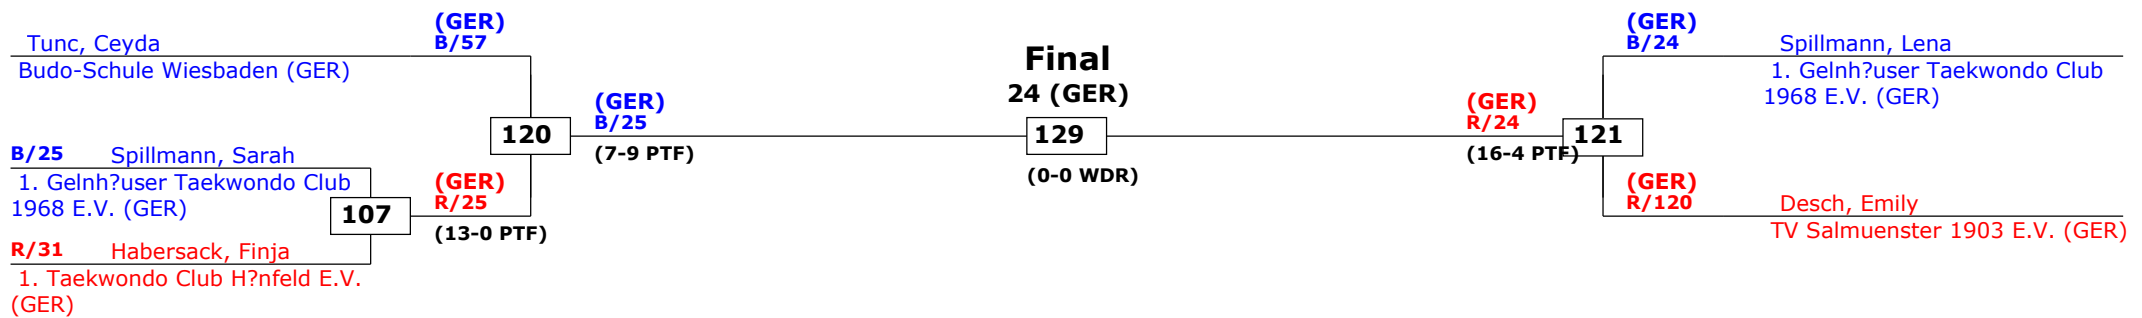 (GER)
B/57
Tunc, Ceyda
Budo-Schule Wiesbaden (GER)
120
(GER)
B/25
(7-9 PTF)
B/25 Spillmann, Sarah
1. Gelnh?user Taekwondo Club
1968 E.V. (GER)
107
(GER)
R/25
(13-0 PTF)
R/31 Habersack, Finja
1. Taekwondo Club H?nfeld E.V.
(GER)
Final
24 (GER)
129
(0-0 WDR)
(GER)
R/24
(16-4 PTF)
121
(GER)
B/24 Spillmann, Lena
1. Gelnh?user Taekwondo Club
1968 E.V. (GER)
(GER)
R/120 Desch, Emily
TV Salmuenster 1903 E.V. (GER)